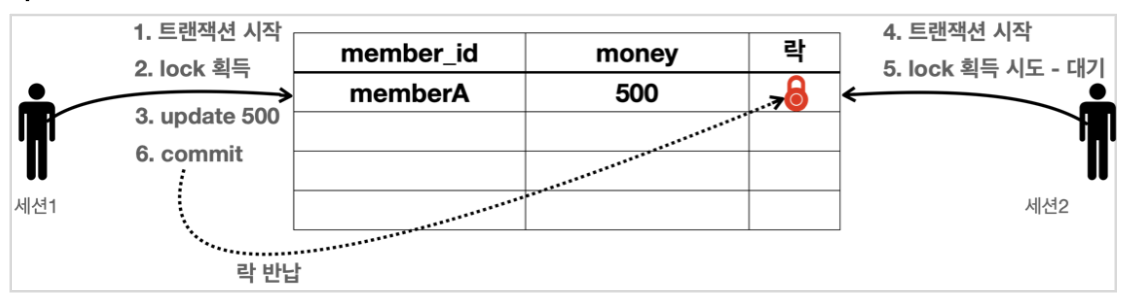 1. 트랜잭션 시작
2. lock 획득
3. update 500
6. commit
세션1
락 반납
member_id money 락
memberA 500
4. 트랜잭션 시작
5. lock 획득 시도 - 대기
세션2